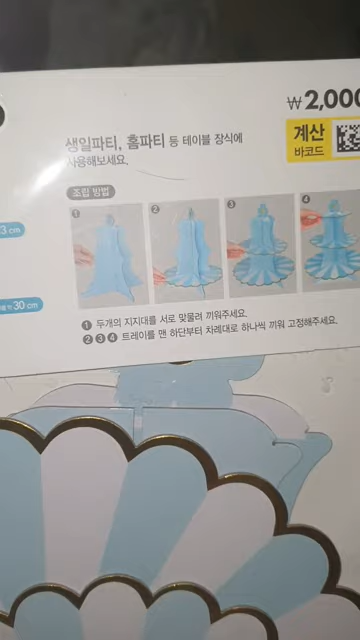 ₩2,000
생일파티, 홈파티 등 테이블 장식에
사용해보세요.
계산
바코드
조립 방법
1 2 3 4
3 cm
30 cm
❶ 두개의 지지대를 서로 맞물려 끼워주세요.
❷❸❹ 트레이를 맨 하단부터 차례대로 하나씩 끼워 고정해주세요.